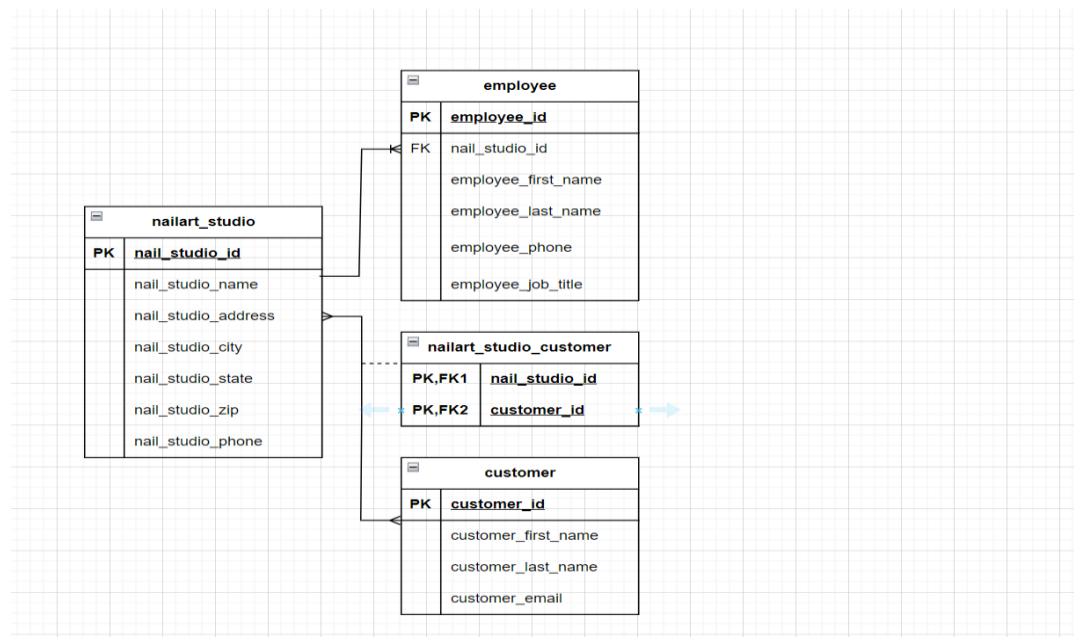 employee
PK employee_id
FK nail_studio_id
employee_first_name
employee_last_name
employee_phone
employee_job_title
nailart_studio
PK nail_studio_id
nail_studio_name
nail_studio_address
nail_studio_city
nail_studio_state
nail_studio_zip
nail_studio_phone
nailart_studio_customer
PK,FK1 nail_studio_id
PK,FK2 customer_id
customer
PK customer_id
customer_first_name
customer_last_name
customer_email